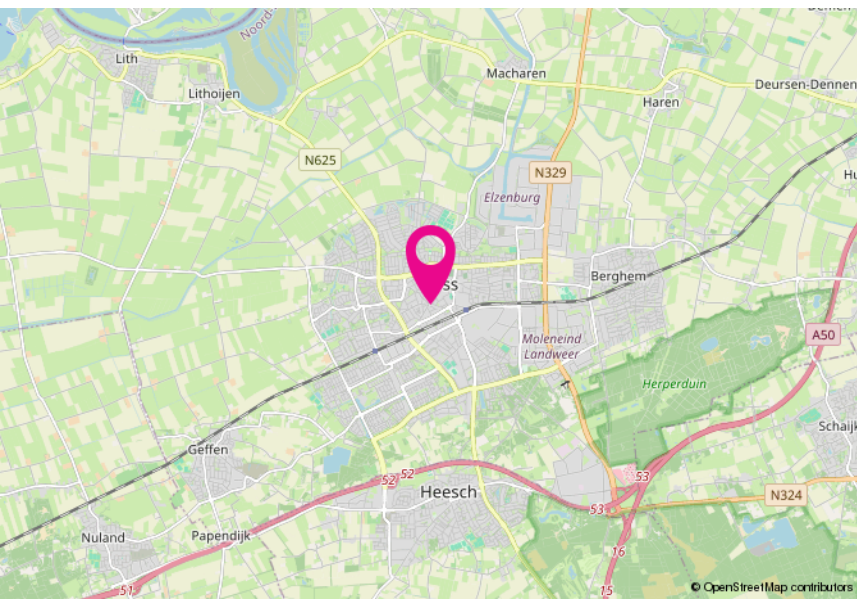 Noord-
Lith
Lithoijen
Macharen
Haren
Deursen-Dennen
N625
N329
Elzenburg
Hu
ss
Berghem
A50
Moleneind
Landweer
Herperduin
Schaijk
Geffen
52
52
Heesch
53
53
N324
Nuland
Papendijk
16
51
15
© OpenStreetMap contributors